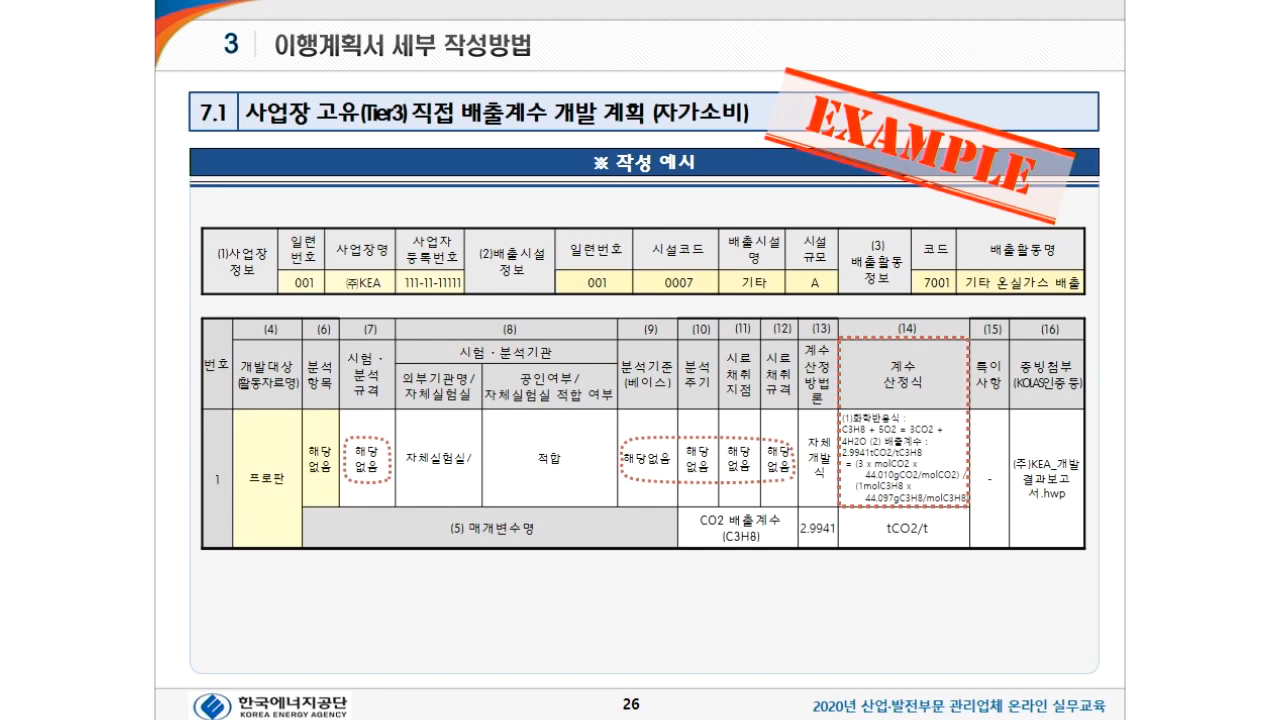 3 이행계획서 세부 작성방법
7.1 사업장 고유(Tier3) 직접 배출계수 개발 계획 (자가소비)
EXAMPLE
※ 작성 예시
(1)사업장 정보
일련 번호
사업장명
사업자 등록번호
(2)배출시설 정보
일련번호
시설코드
배출시설명
시설 규모
(3) 배출활동 정보
코드
배출활동명
001
㈜KEA
111-11-11111
001
0007
기타
A
7001
기타 온실가스 배출
번호
(4)
(6)
(7)
(8)
(9)
(10)
(11)
(12)
(13)
(14)
(15)
(16)
개발대상
(활동자료명)
분석
항목
시험ㆍ
분석
규격
시험ㆍ분석기관
외부기관명/
자체실험실
공인여부/
자체실험실 적합 여부
분석기준
(베이스)
분석
주기
시료
채취
지점
시료
채취
규격
계수
산정
방법
론
계수
산정식
특이
사항
증빙첨부
(KOLAS인증 등)
1
프로판
해당
없음
해당
없음
자체실험실/
적합
해당없음
해당
없음
해당
없음
해당
없음
자체
개발
식
(1)화학반응식 :
C3H8 + 5O2 = 3CO2 +
4H2O (2) 배출계수 :
2.9941tCO2/tC3H8
= (3 x molCO2 x
44.010gCO2/molCO2) /
(1molC3H8 x
44.097gC3H8/molC3H8)
-
(주)KEA_개발
결과보고
서.hwp
(5) 매개변수명
CO2 배출계수
(C3H8)
2.9941
tCO2/t
한국에너지공단
KOREA ENERGY AGENCY
26
2020년 산업·발전부문 관리업체 온라인 실무교육